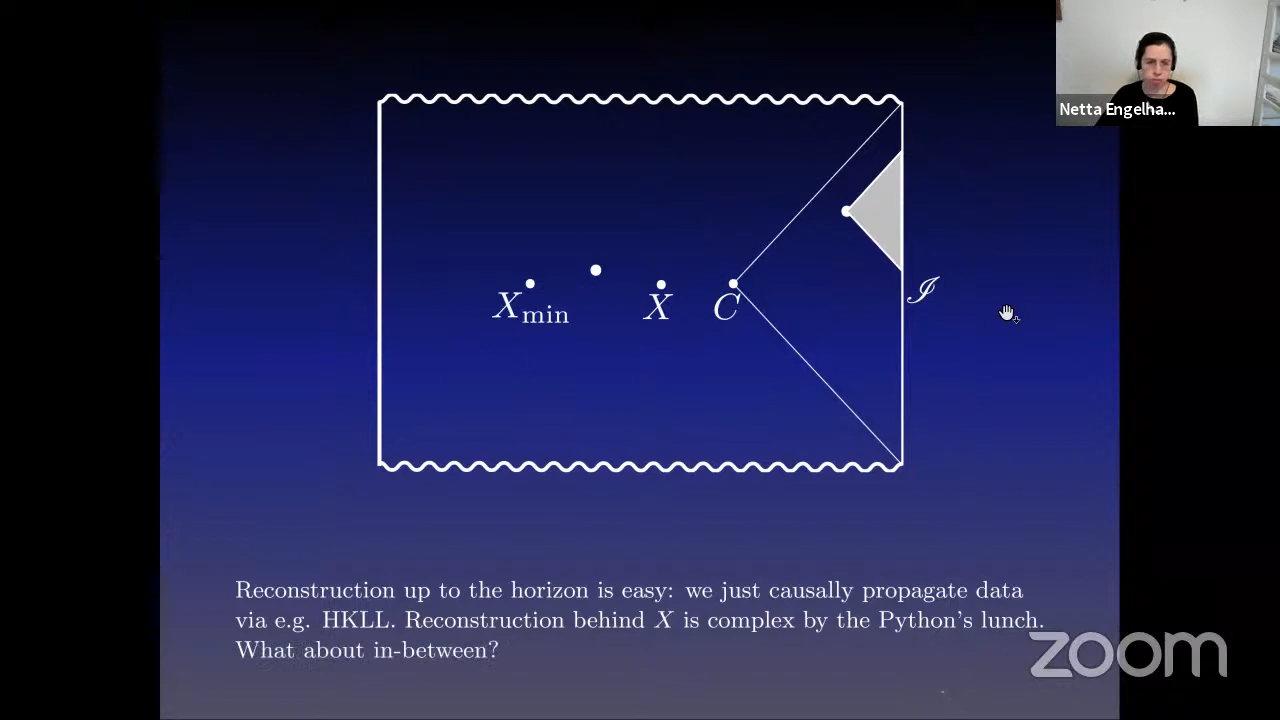 Netta Engelha...
X_min
X
C
ℐ
Reconstruction up to the horizon is easy: we just causally propagate data
via e.g. HKLL. Reconstruction behind X is complex by the Python's lunch.
What about in-between?
zoom